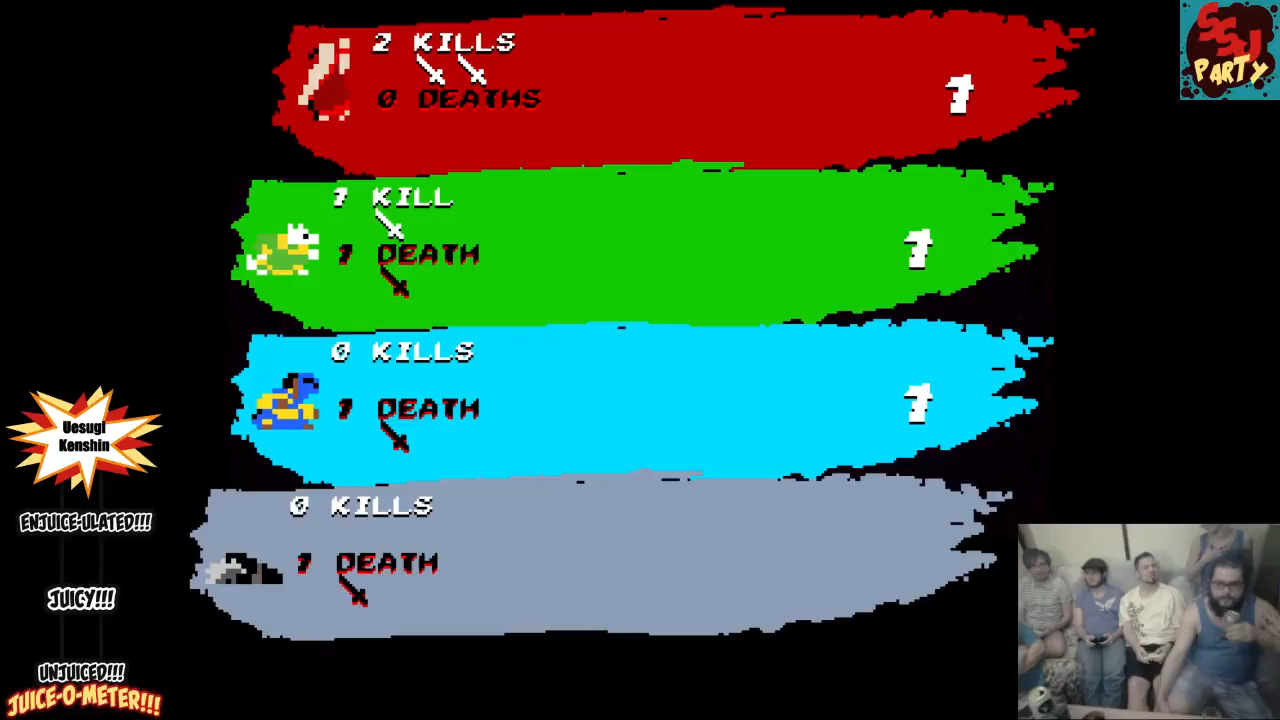 2 KILLS
0 DEATHS
1
1 KILL
1 DEATH
1
0 KILLS
1 DEATH
1
0 KILLS
1 DEATH
SSJ
PARTY
Uesugi
Kenshin
ENJUICE-ULATED!!!
JUICY!!!
UNJUICED!!!
JUICE-O-METER!!!